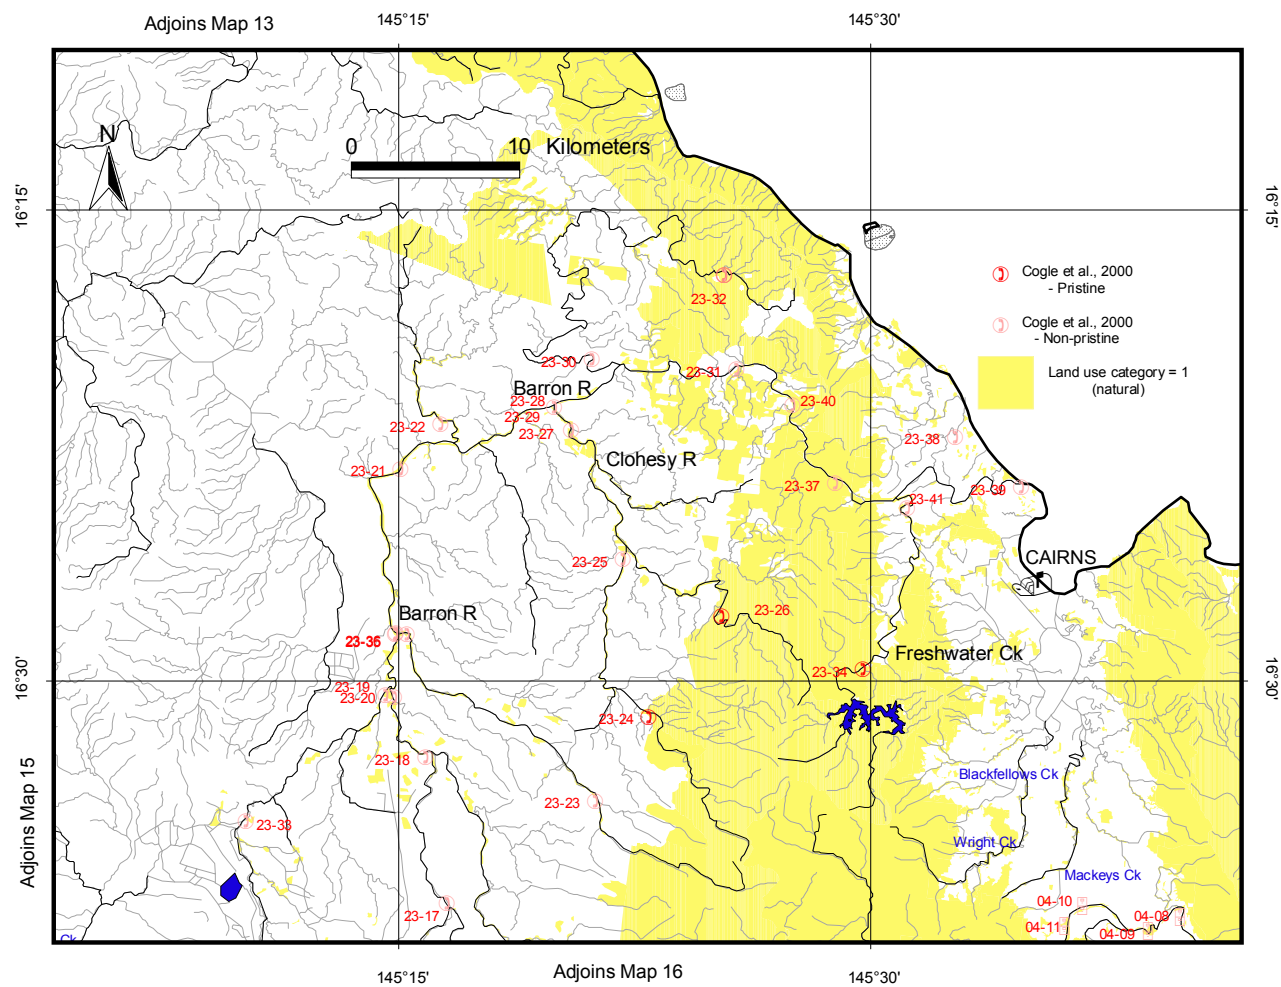 Adjoins Map 13
145°15'
145°30'
N
0
10 Kilometers
16°15'
16°15'
Cogle et al., 2000
- Pristine
23-32
Cogle et al., 2000
- Non-pristine
23-30
23-31
Land use category = 1
(natural)
Barron R
23-28
23-40
23-29
23-22
23-27
23-38
Clohesy R
23-21
23-37
23-39
23-41
CAIRNS
23-25
23-26
Barron R
23-36
Freshwater Ck
23-34
16°30'
16°30'
23-19
23-20
23-24
23-18
Blackfellows Ck
23-23
23-33
Wright Ck
Adjoins Map 15
Mackeys Ck
04-10
23-17
04-08
04-11
04-09
Ck
145°15'
Adjoins Map 16
145°30'